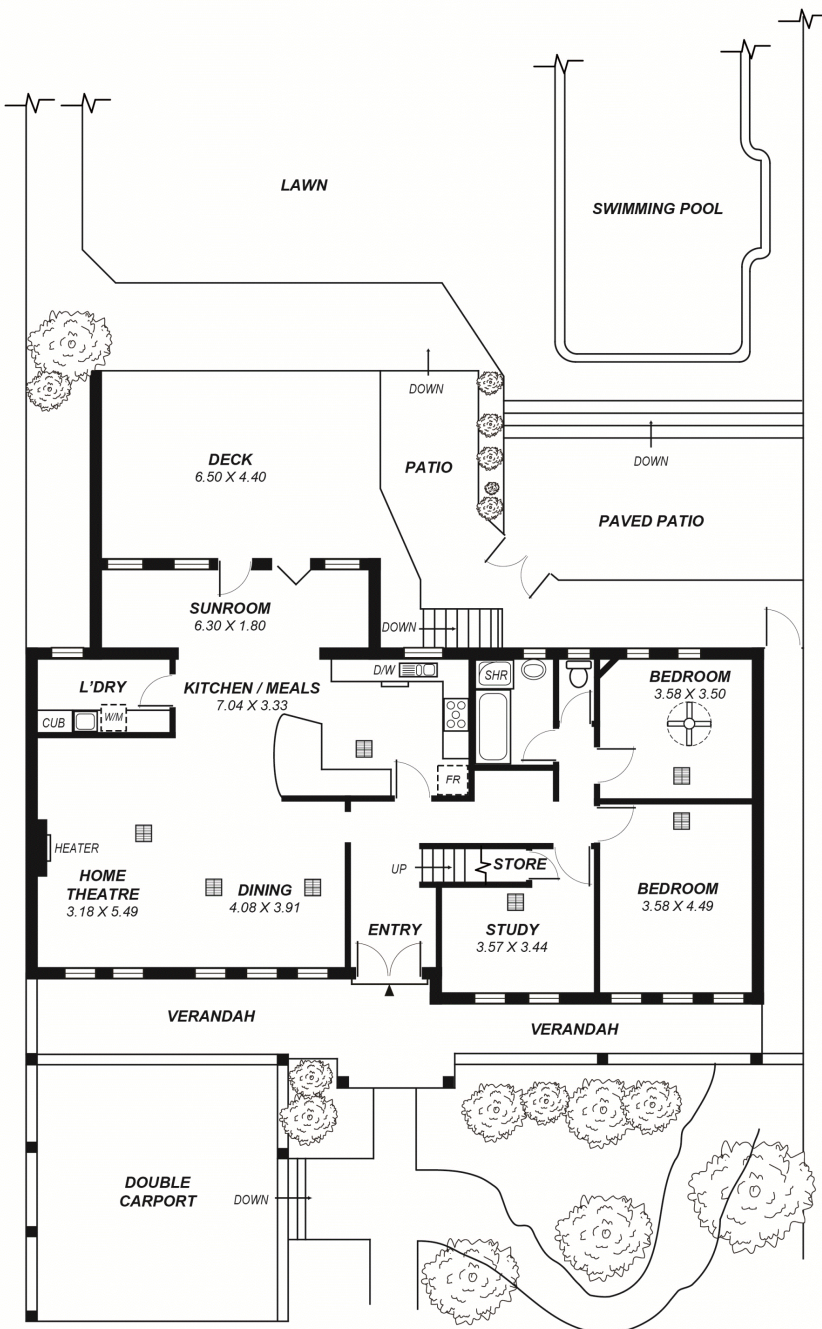 LAWN
SWIMMING POOL
DOWN
DECK
6.50 X 4.40
PATIO
DOWN
PAVED PATIO
SUNROOM
6.30 X 1.80
DOWN
L'DRY
KITCHEN / MEALS
7.04 X 3.33
D/W
SHR
BEDROOM
3.58 X 3.50
CUB
W/M
FR
HEATER
HOME
THEATRE
3.18 X 5.49
DINING
4.08 X 3.91
UP
STORE
ENTRY
STUDY
3.57 X 3.44
BEDROOM
3.58 X 4.49
VERANDAH
VERANDAH
DOUBLE
CARPORT
DOWN